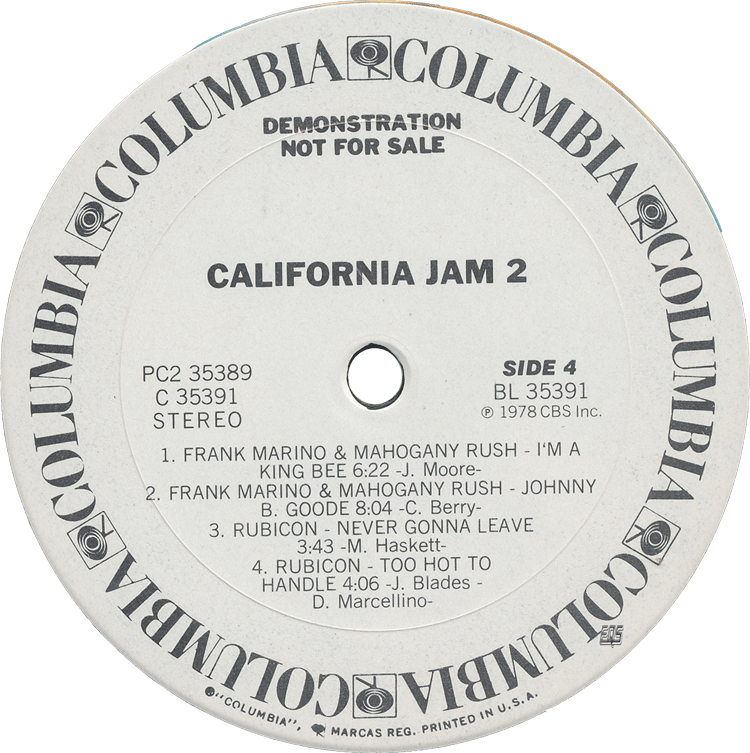 COLUMBIA COLUMBIA COLUMBIA COLUMBIA COLUMBIA COLUMBIA COLUMBIA COLUMBIA
DEMONSTRATION
NOT FOR SALE
CALIFORNIA JAM 2
PC2 35389
C 35391
STEREO
SIDE 4
BL 35391
℗ 1978 CBS Inc.
1. FRANK MARINO & MAHOGANY RUSH - I'M A
KING BEE 6:22 -J. Moore-
2. FRANK MARINO & MAHOGANY RUSH - JOHNNY
B. GOODE 8:04 -C. Berry-
3. RUBICON - NEVER GONNA LEAVE
3:43 -M. Haskett-
4. RUBICON - TOO HOT TO
HANDLE 4:06 -J. Blades -
D. Marcellino-
®"COLUMBIA", MARCAS REG. PRINTED IN U.S.A.